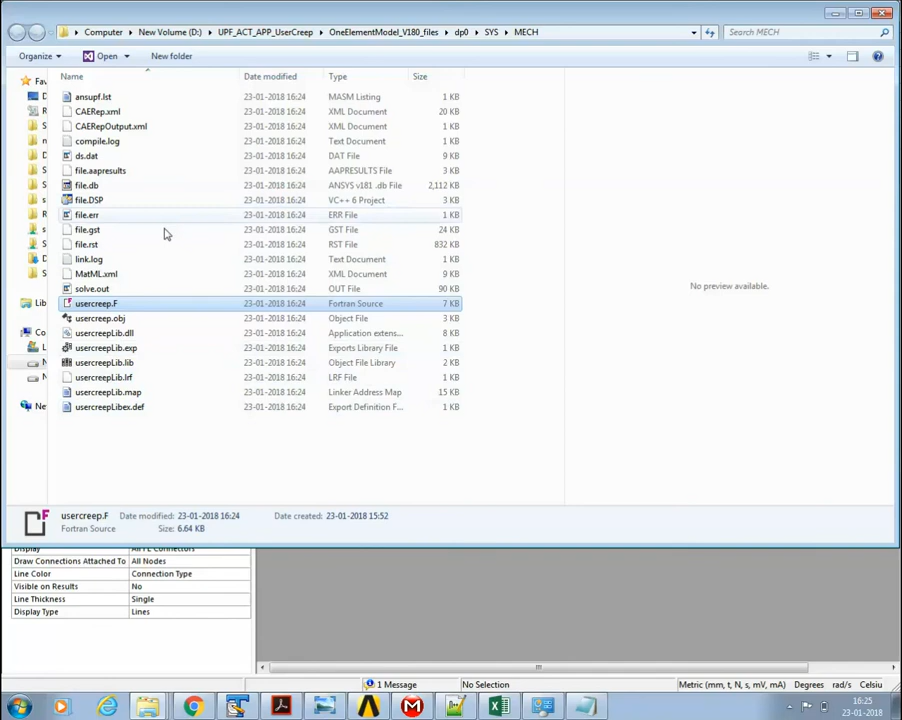 Computer ▸ New Volume (D:) ▸ UPF_ACT_APP_UserCreep ▸ OneElementModel_V180_files ▸ dp0 ▸ SYS ▸ MECH
Search MECH
Organize Open New folder
Name Date modified Type Size
ansupf.lst 23-01-2018 16:24 MASM Listing 1 KB
CAERep.xml 23-01-2018 16:24 XML Document 20 KB
CAERepOutput.xml 23-01-2018 16:24 XML Document 1 KB
compile.log 23-01-2018 16:24 Text Document 1 KB
ds.dat 23-01-2018 16:24 DAT File 9 KB
file.aapresults 23-01-2018 16:24 AAPRESULTS File 3 KB
file.db 23-01-2018 16:24 ANSYS v181 .db File 2,112 KB
file.DSP 23-01-2018 16:24 VC++ 6 Project 3 KB
file.err 23-01-2018 16:24 ERR File 1 KB
file.gst 23-01-2018 16:24 GST File 24 KB
file.rst 23-01-2018 16:24 RST File 832 KB
link.log 23-01-2018 16:24 Text Document 1 KB
MatML.xml 23-01-2018 16:24 XML Document 3 KB
solve.out 23-01-2018 16:24 OUT File 90 KB
usercreep.F 23-01-2018 16:24 Fortran Source 7 KB
usercreep.obj 23-01-2018 16:24 Object File 3 KB
usercreepLib.dll 23-01-2018 16:24 Application extens... 8 KB
usercreepLib.exp 23-01-2018 16:24 Exports Library File 3 KB
usercreepLib.lib 23-01-2018 16:24 Object File Library 2 KB
usercreepLib.lrf 23-01-2018 16:24 LRF File 1 KB
usercreepLib.map 23-01-2018 16:24 Linker Address Map 15 KB
usercreepLibex.def 23-01-2018 16:24 Export Definition F... 1 KB
Fav
D
R
S
n
D
S
s
R
s
S
D
S
Lib
Co
L
N
N
Ne
No preview available.
usercreep.F Date modified: 23-01-2018 16:24 Date created: 23-01-2018 15:52
Fortran Source Size: 6.64 KB
Display All FE Connectors
Draw Connections Attached To All Nodes
Line Color Connection Type
Visible on Results No
Line Thickness Single
Display Type Lines
1 Message No Selection Metric (mm, t, N, s, mV, mA) Degrees rad/s Celsiu
16:25
23-01-2018